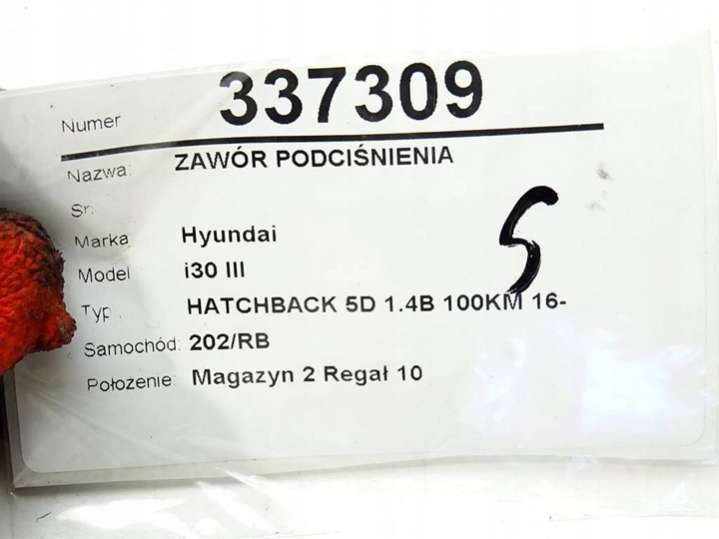 Numer 337309
Nazwa: ZAWÓR PODCIŚNIENIA
Sr:
Marka Hyundai
Model i30 III
Typ: HATCHBACK 5D 1.4B 100KM 16-
Samochód: 202/RB
Położenie: Magazyn 2 Regał 10